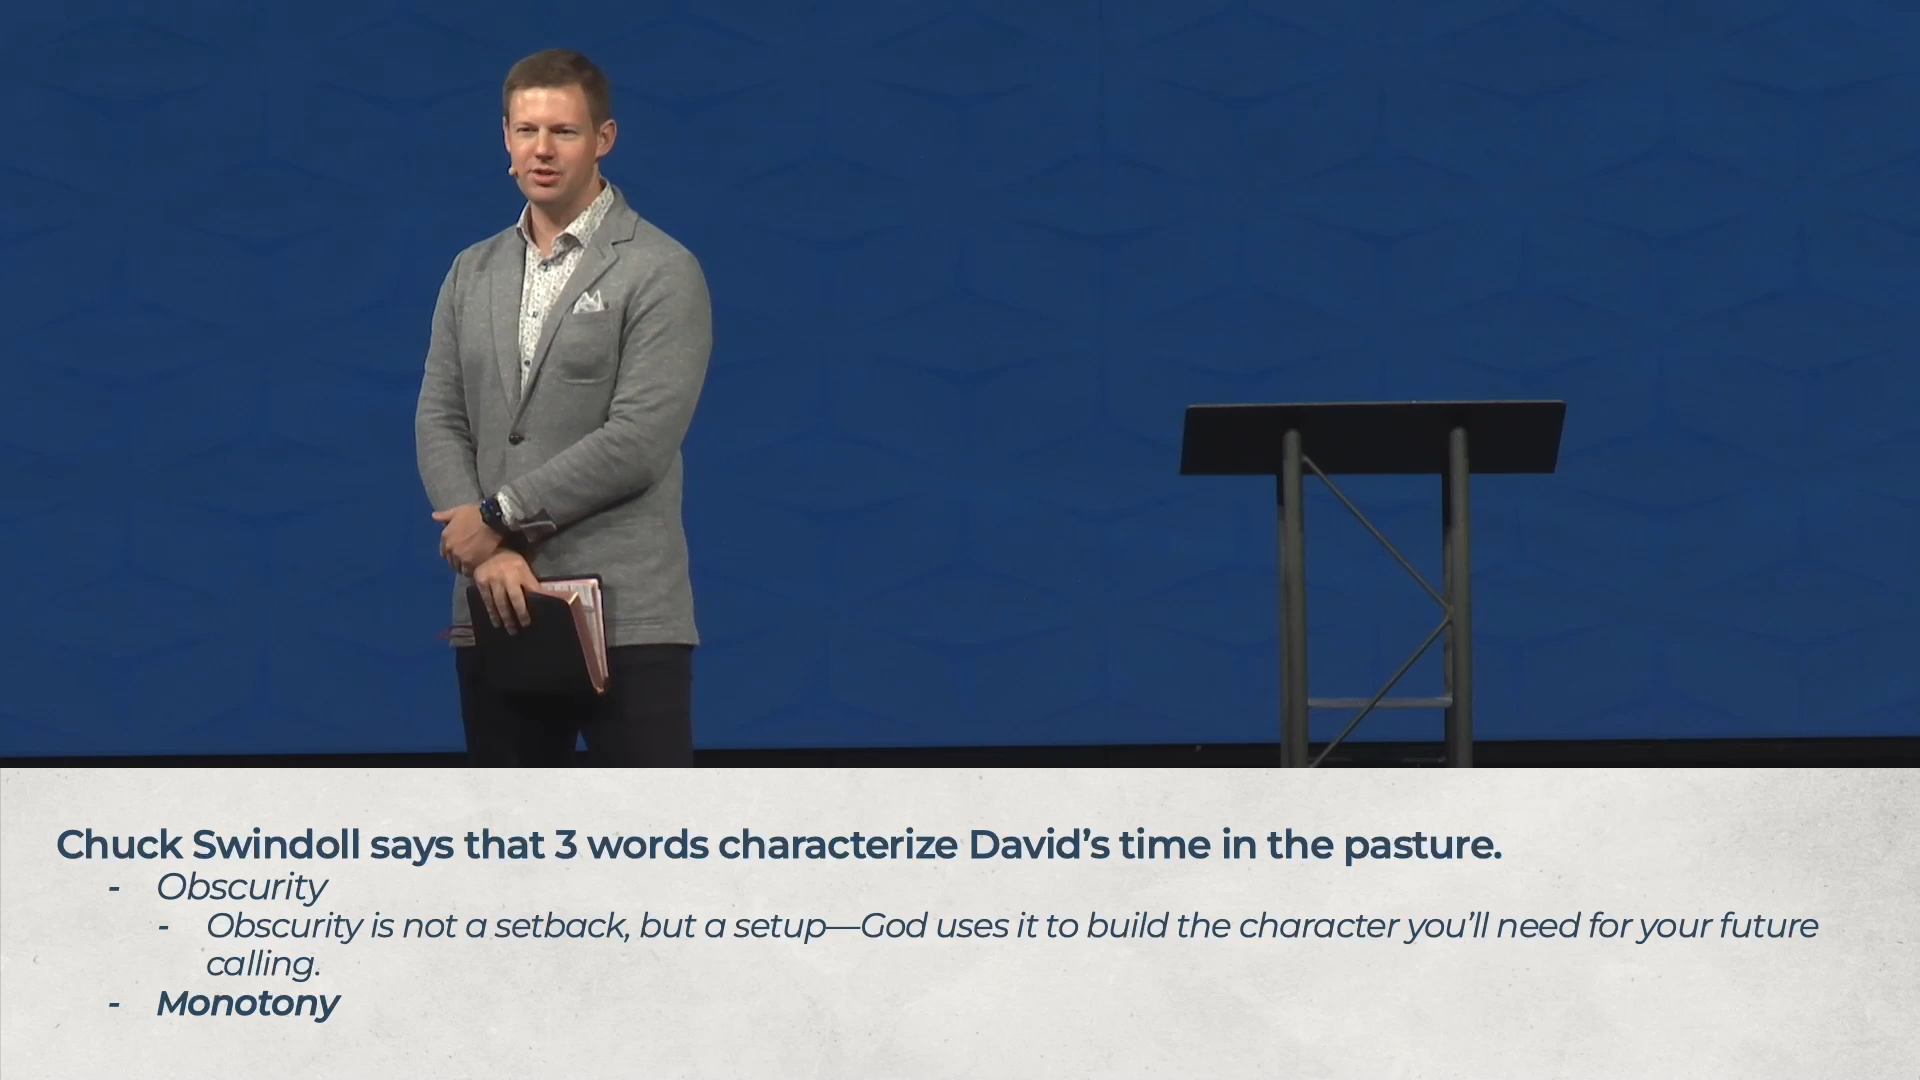 Chuck Swindoll says that 3 words characterize David’s time in the pasture.
- Obscurity
- Obscurity is not a setback, but a setup—God uses it to build the character you’ll need for your future
calling.
- Monotony